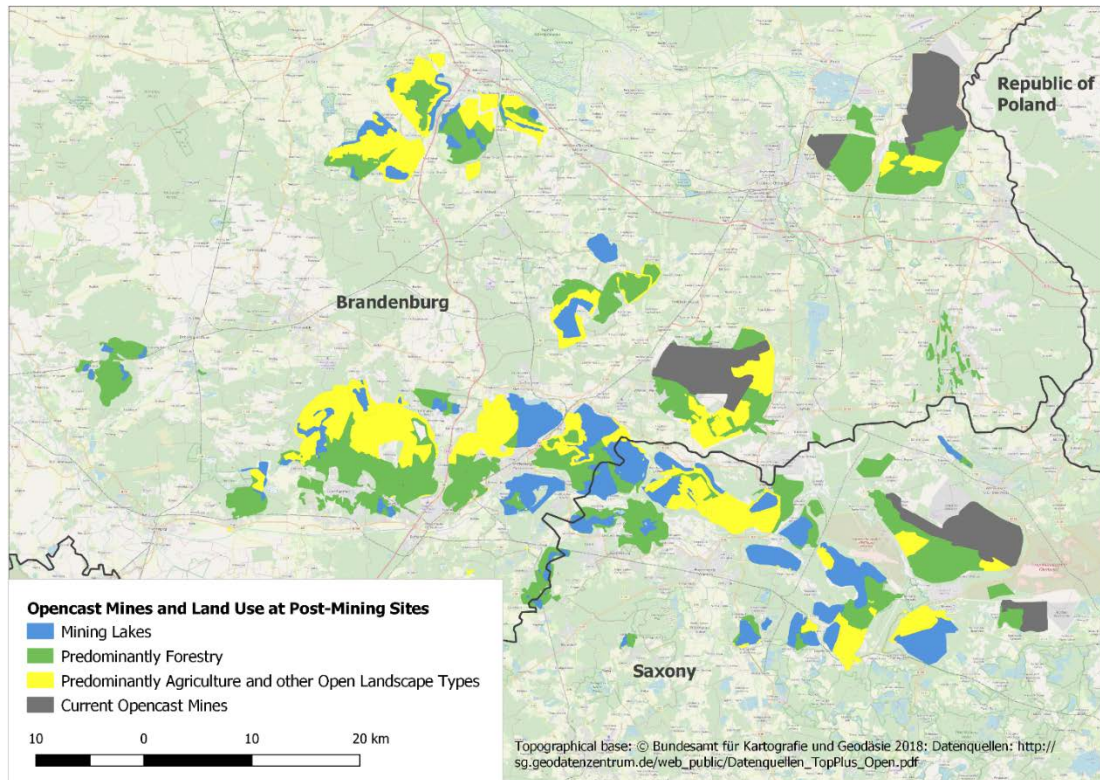 Republic of
Poland
Brandenburg
Saxony
Opencast Mines and Land Use at Post-Mining Sites
Mining Lakes
Predominantly Forestry
Predominantly Agriculture and other Open Landscape Types
Current Opencast Mines
10 0 10 20 km
Topographical base: © Bundesamt für Kartografie und Geodäsie 2018; Datenquellen: http://
sg.geodatenzentrum.de/web_public/Datenquellen_TopPlus_Open.pdf